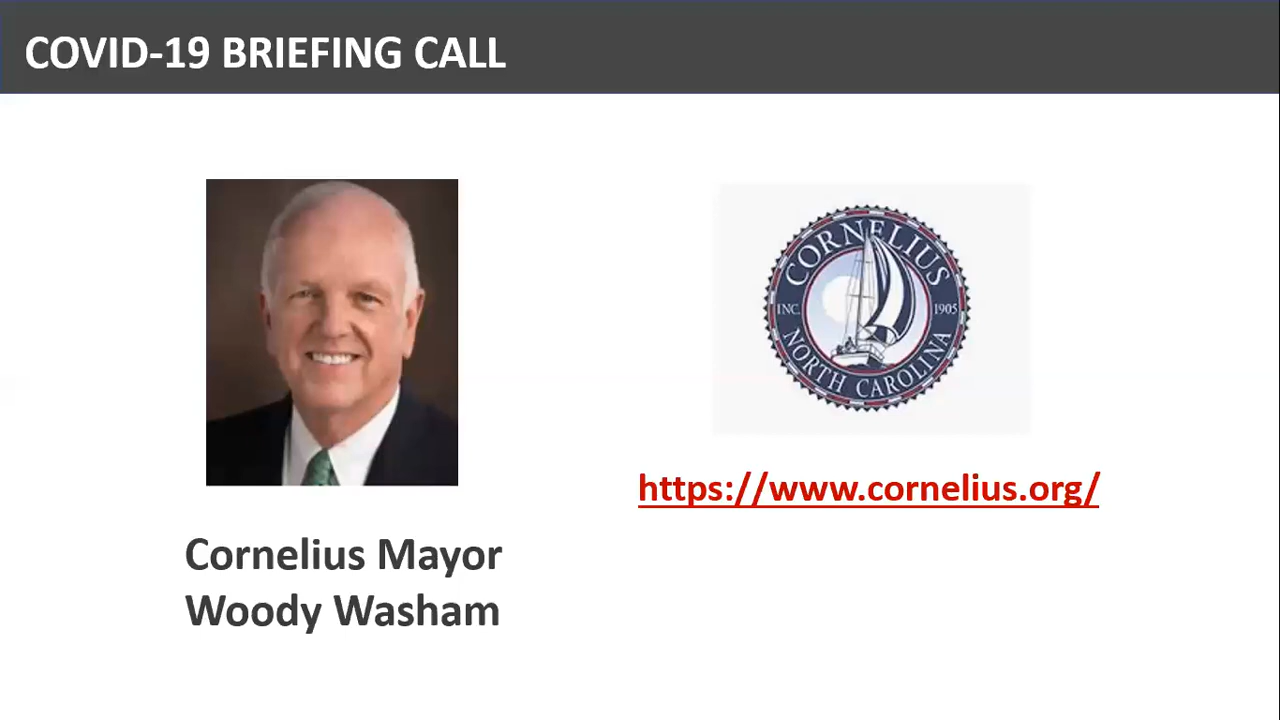 COVID-19 BRIEFING CALL
CORNELIUS
INC. 1905
NORTH CAROLINA
https://www.cornelius.org/
Cornelius Mayor
Woody Washam